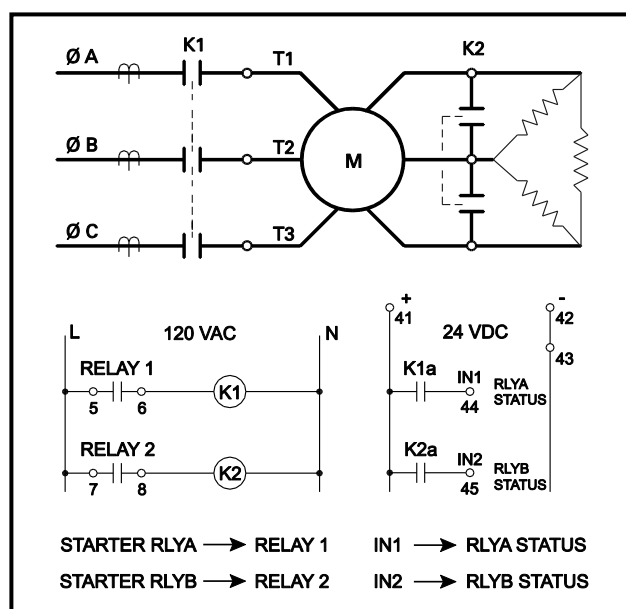 K1
K2
Ø A
T1
Ø B
T2
M
Ø C
T3
L
120 VAC
N
RELAY 1
5
6
K1
RELAY 2
7
8
K2
+
41
24 VDC
-
42
43
K1a
IN1
44
RLYA
STATUS
K2a
IN2
45
RLYB
STATUS
STARTER RLYA → RELAY 1
IN1 → RLYA STATUS
STARTER RLYB → RELAY 2
IN2 → RLYB STATUS